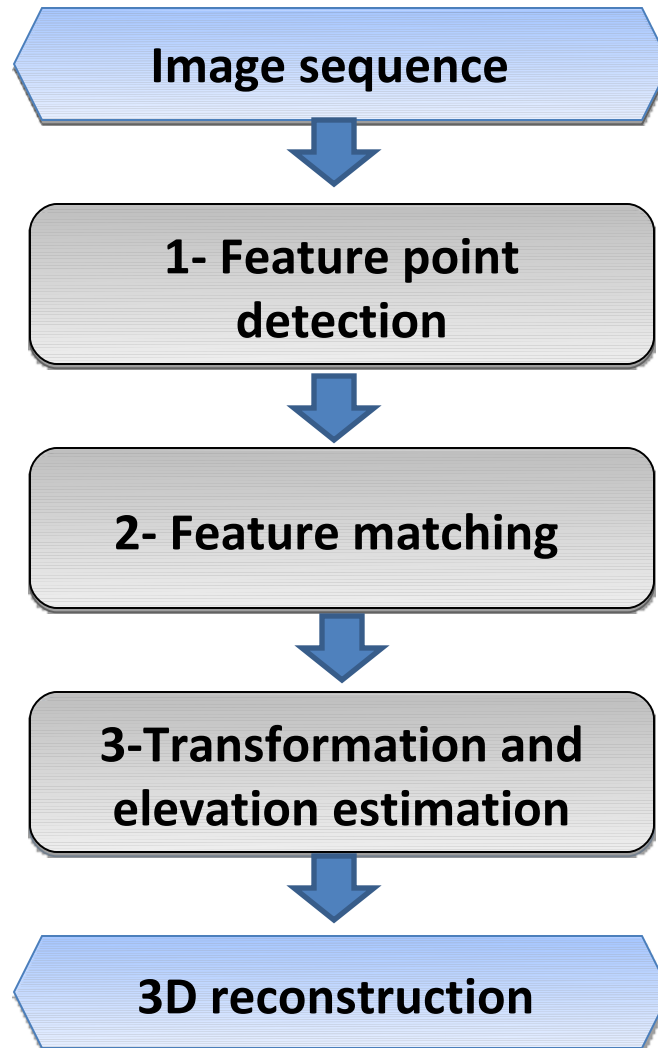 Image sequence
1- Feature point
detection
2- Feature matching
3-Transformation and
elevation estimation
3D reconstruction